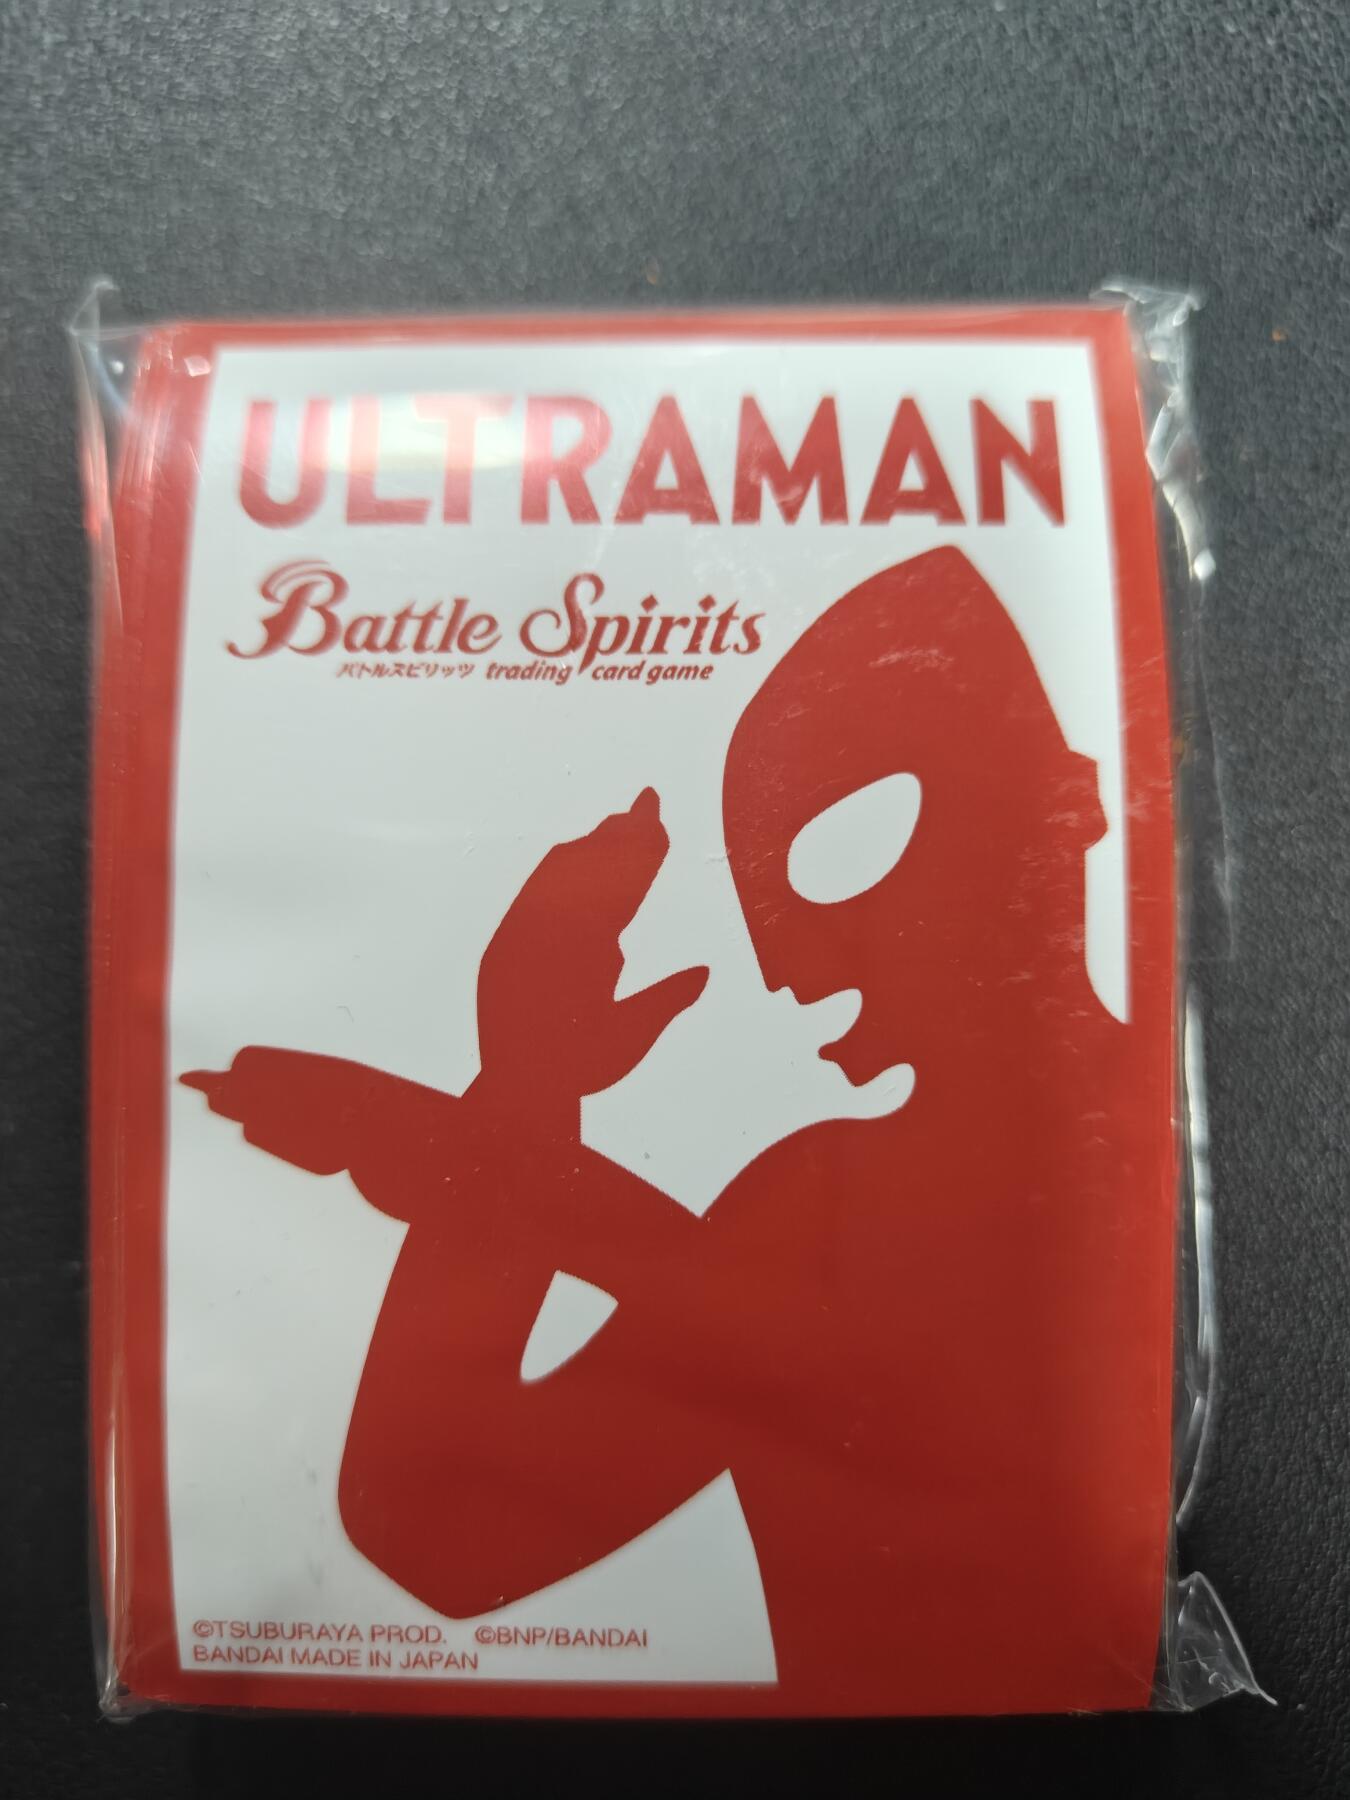 ULTRAMAN
Battle Spirits
バトルスピリッツ trading card game
©TSUBURAYA PROD. ©BNP/BANDAI
BANDAI MADE IN JAPAN